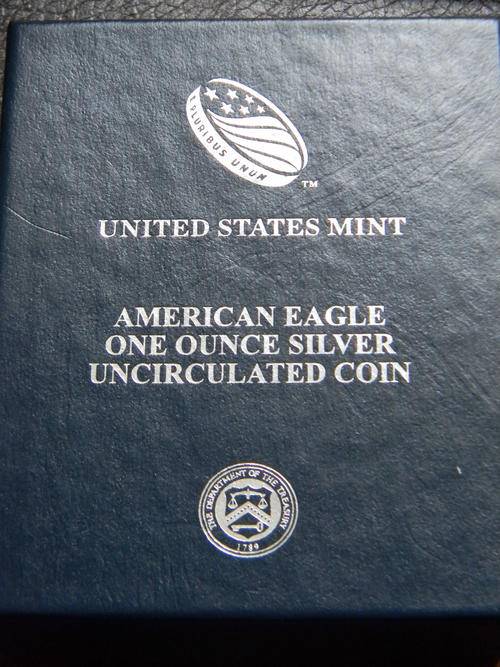 E PLURIBUS UNUM
TM
UNITED STATES MINT
AMERICAN EAGLE
ONE OUNCE SILVER
UNCIRCULATED COIN
THE DEPARTMENT OF THE TREASURY
1789